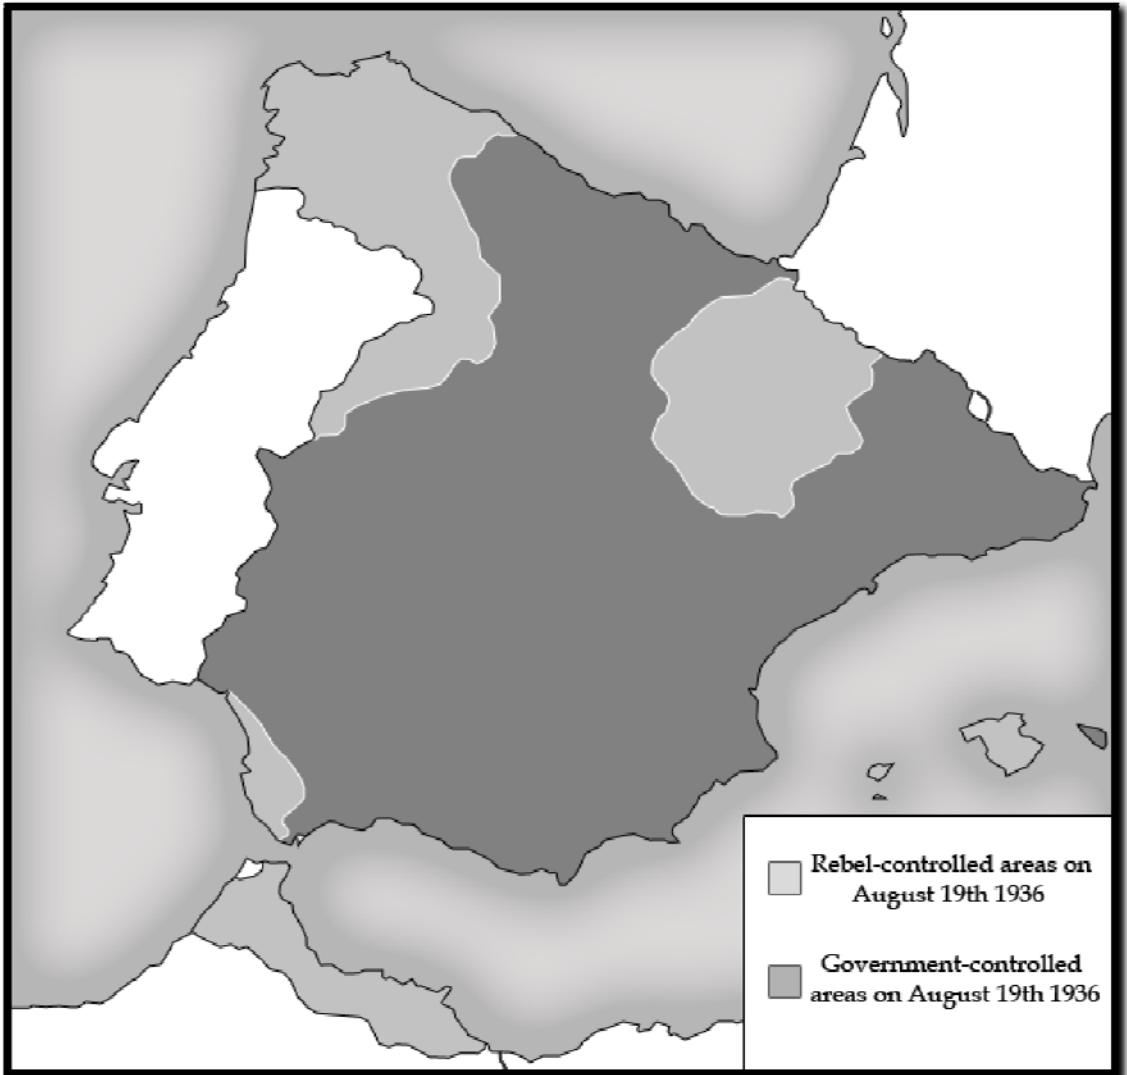 Rebel-controlled areas on
August 19th 1936
Government-controlled
areas on August 19th 1936